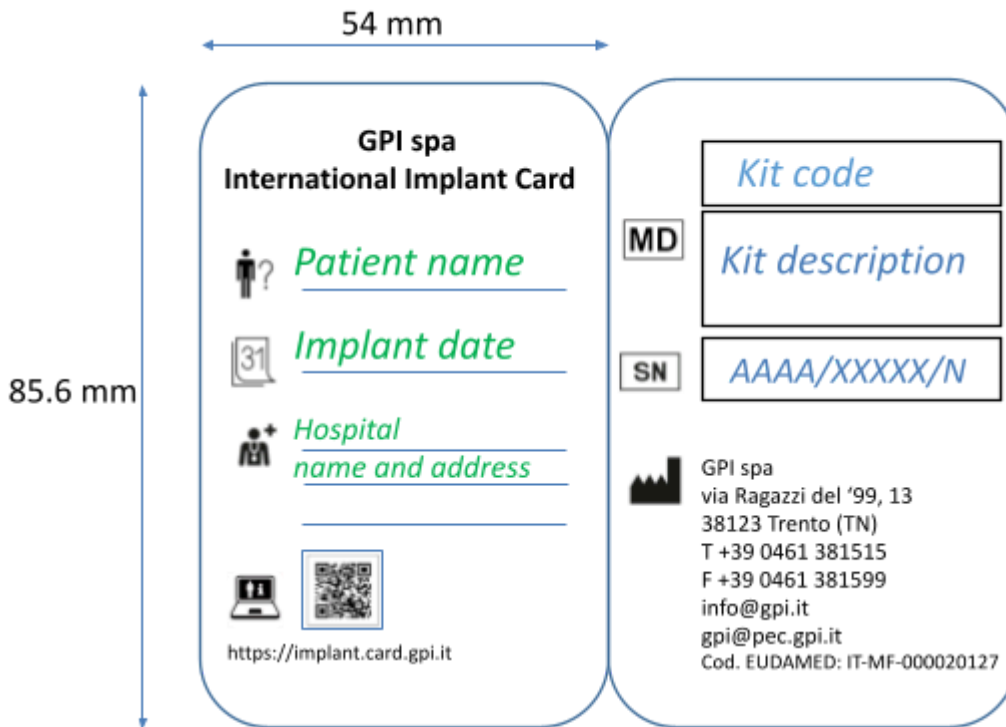 54 mm
85.6 mm
GPI spa
International Implant Card
Patient name
31
Implant date
Hospital
name and address
https://implant.card.gpi.it
Kit code
MD
Kit description
SN
AAAA/XXXXX/N
GPI spa
via Ragazzi del ‘99, 13
38123 Trento (TN)
T +39 0461 381515
F +39 0461 381599
info@gpi.it
gpi@pec.gpi.it
Cod. EUDAMED: IT-MF-000020127